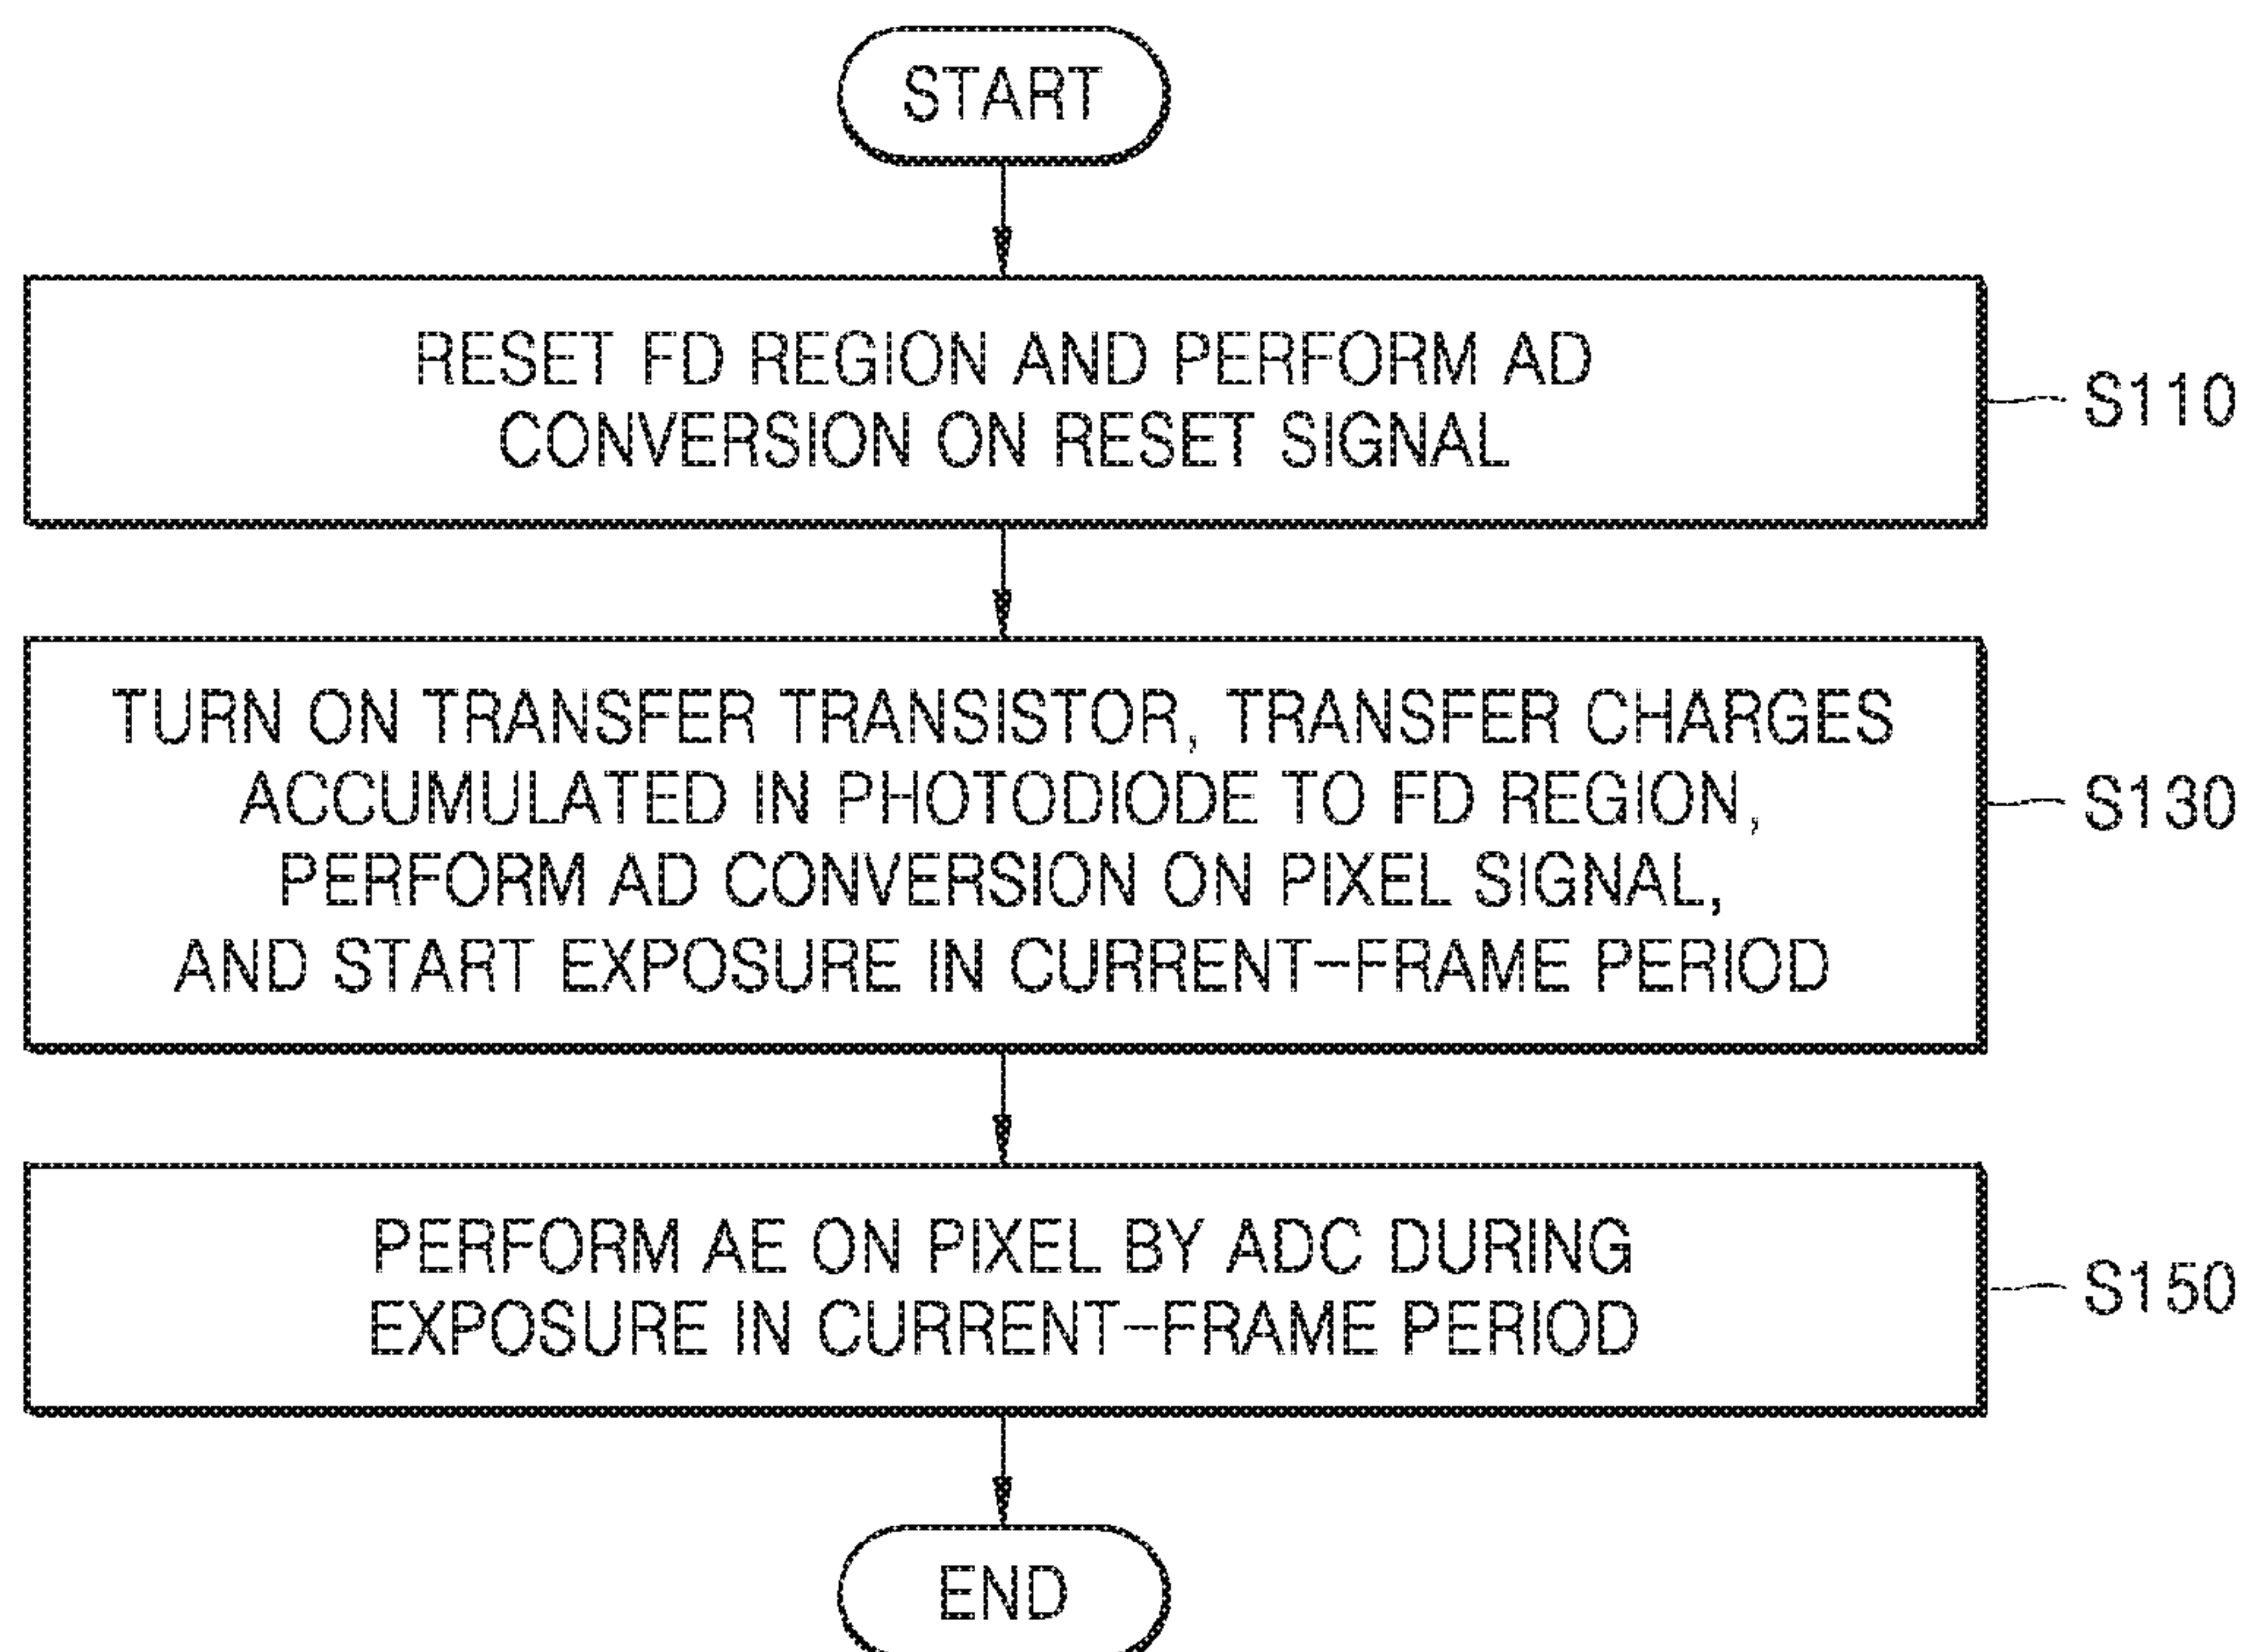 START
RESET FD REGION AND PERFORM AD
CONVERSION ON RESET SIGNAL
S110
TURN ON TRANSFER TRANSISTOR, TRANSFER CHARGES
ACCUMULATED IN PHOTODIODE TO FD REGION,
PERFORM AD CONVERSION ON PIXEL SIGNAL,
AND START EXPOSURE IN CURRENT-FRAME PERIOD
S130
PERFORM AE ON PIXEL BY ADC DURING
EXPOSURE IN CURRENT-FRAME PERIOD
S150
END